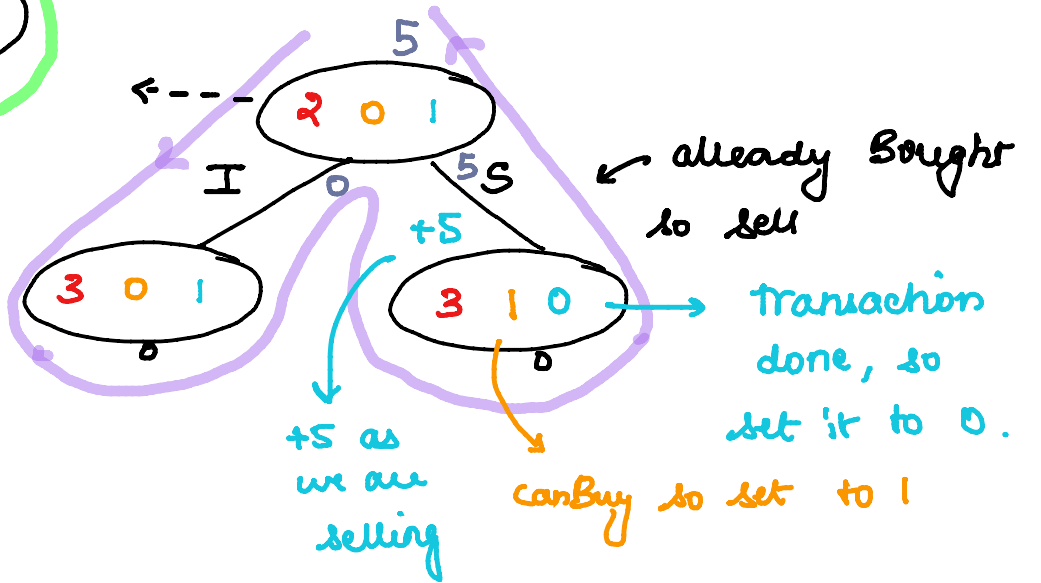 5
2 0 1
I
0
5 S
already Bought
so sell
+5
3 0 1
3 1 0
0
0
Transaction
done, so
set it to 0.
+5 as
we are
selling
canBuy so set to 1